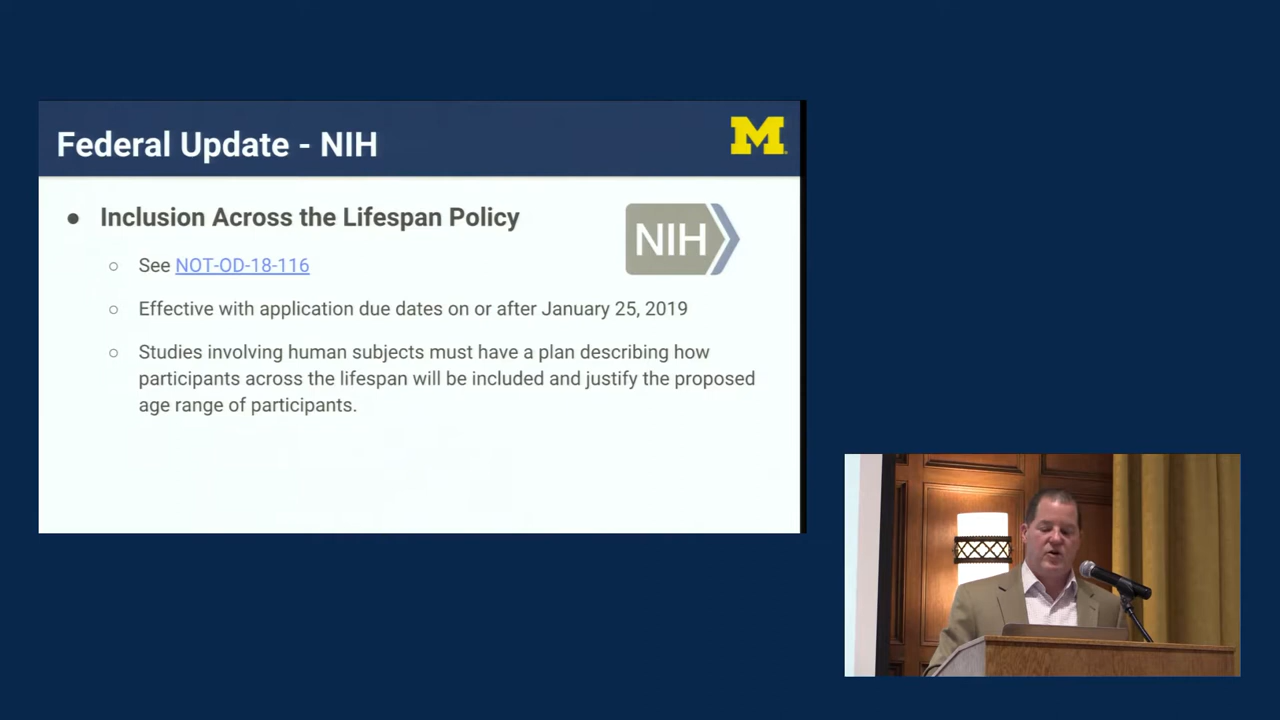 Federal Update - NIH
M
Inclusion Across the Lifespan Policy
NIH
See NOT-OD-18-116
Effective with application due dates on or after January 25, 2019
Studies involving human subjects must have a plan describing how
participants across the lifespan will be included and justify the proposed
age range of participants.